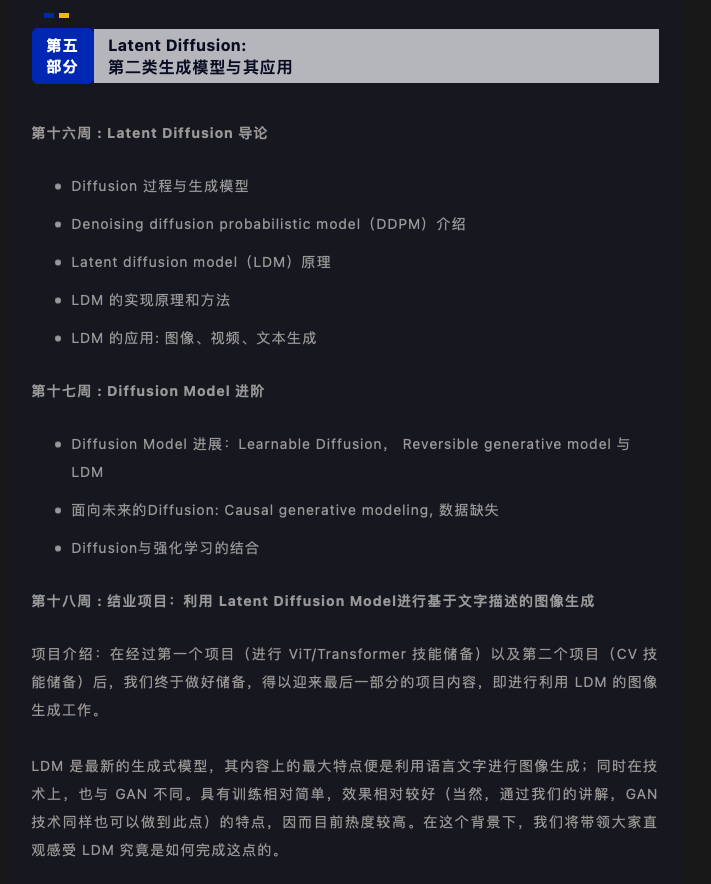 第五
部分
Latent Diffusion:
第二类生成模型与其应用
第十六周：Latent Diffusion 导论
Diffusion 过程与生成模型
Denoising diffusion probabilistic model（DDPM）介绍
Latent diffusion model（LDM）原理
LDM 的实现原理和方法
LDM 的应用: 图像、视频、文本生成
第十七周：Diffusion Model 进阶
Diffusion Model 进展：Learnable Diffusion， Reversible generative model 与
LDM
面向未来的Diffusion: Causal generative modeling, 数据缺失
Diffusion与强化学习的结合
第十八周：结业项目：利用 Latent Diffusion Model进行基于文字描述的图像生成
项目介绍：在经过第一个项目（进行 ViT/Transformer 技能储备）以及第二个项目（CV 技
能储备）后，我们终于做好储备，得以迎来最后一部分的项目内容，即进行利用 LDM 的图像
生成工作。
LDM 是最新的生成式模型，其内容上的最大特点便是利用语言文字进行图像生成；同时在技
术上，也与 GAN 不同。具有训练相对简单，效果相对较好（当然，通过我们的讲解，GAN
技术同样也可以做到此点）的特点，因而目前热度较高。在这个背景下，我们将带领大家直
观感受 LDM 究竟是如何完成这点的。